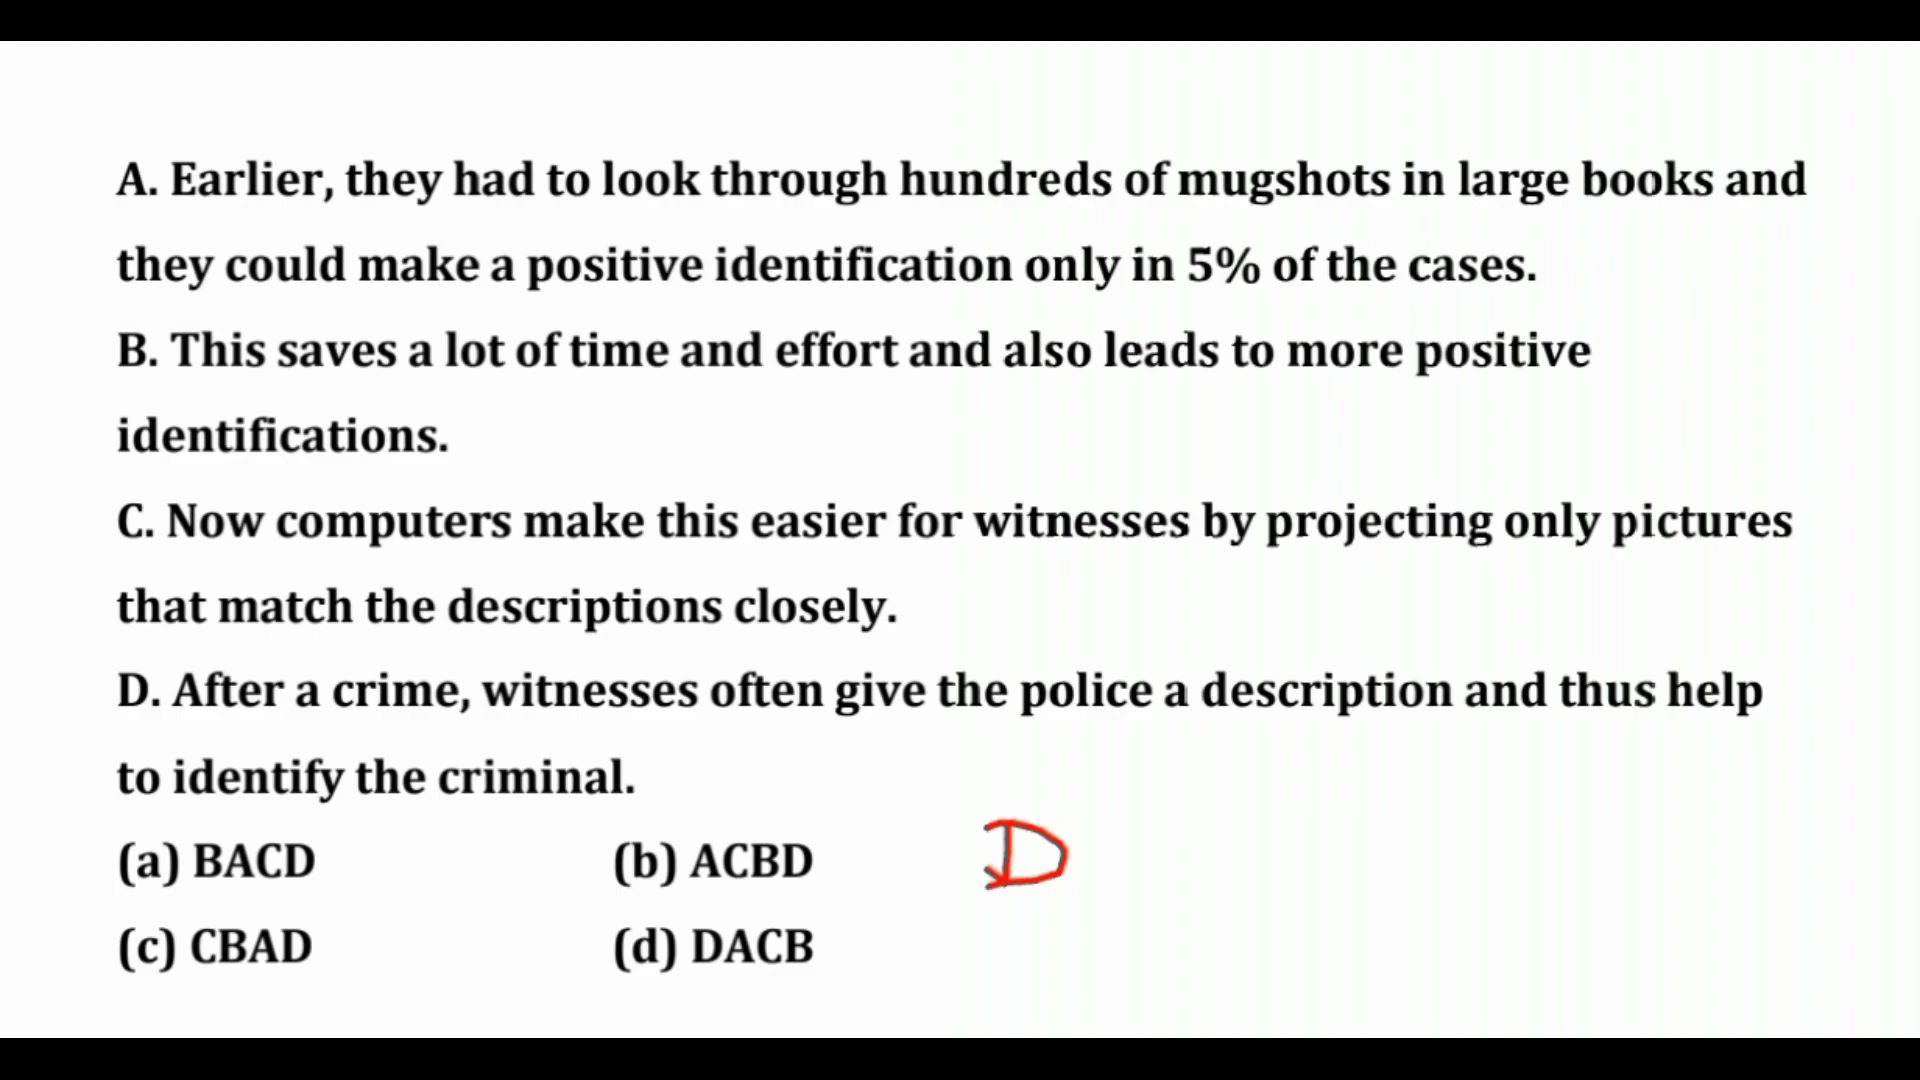 A. Earlier, they had to look through hundreds of mugshots in large books and
they could make a positive identification only in 5% of the cases.
B. This saves a lot of time and effort and also leads to more positive
identifications.
C. Now computers make this easier for witnesses by projecting only pictures
that match the descriptions closely.
D. After a crime, witnesses often give the police a description and thus help
to identify the criminal.
(a) BACD (b) ACBD D
(c) CBAD (d) DACB